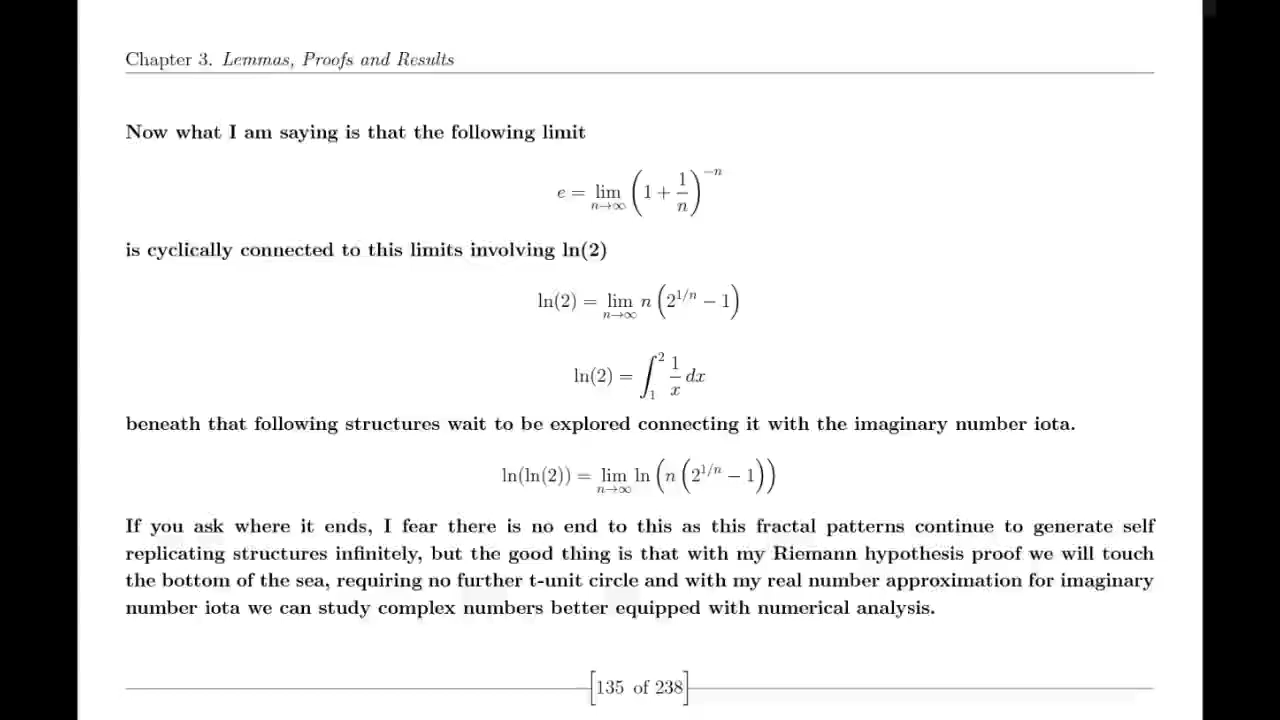 Chapter 3. Lemmas, Proofs and Results
Now what I am saying is that the following limit
e = lim_{n→∞} (1 + 1/n)^{−n}
is cyclically connected to this limits involving ln(2)
ln(2) = lim_{n→∞} n (2^{1/n} − 1)
ln(2) = ∫_1^2 1/x dx
beneath that following structures wait to be explored connecting it with the imaginary number iota.
ln(ln(2)) = lim_{n→∞} ln (n (2^{1/n} − 1))
If you ask where it ends, I fear there is no end to this as this fractal patterns continue to generate self
replicating structures infinitely, but the good thing is that with my Riemann hypothesis proof we will touch
the bottom of the sea, requiring no further t-unit circle and with my real number approximation for imaginary
number iota we can study complex numbers better equipped with numerical analysis.
[135 of 238]